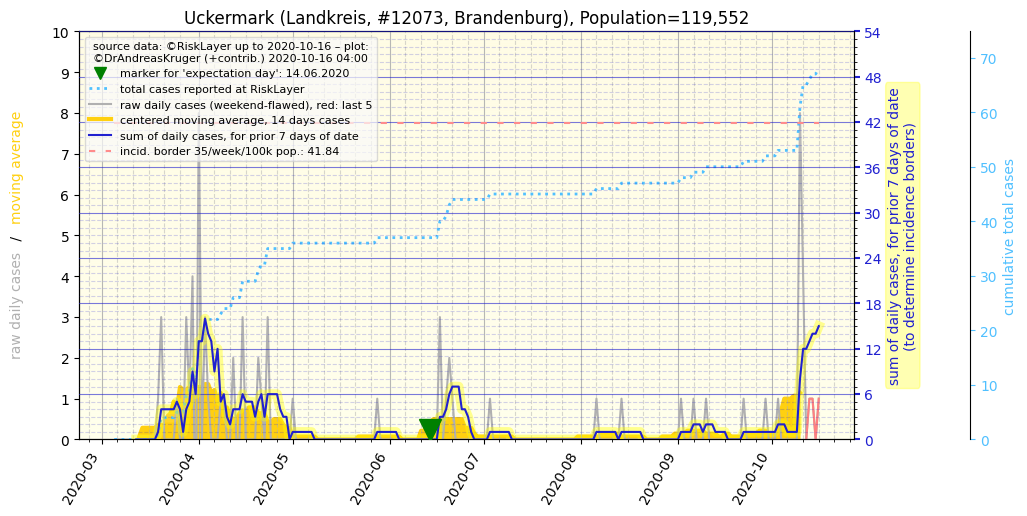 Uckermark (Landkreis, #12073, Brandenburg), Population=119,552
source data: ©RiskLayer up to 2020-10-16 – plot:
©DrAndreasKruger (+contrib.) 2020-10-16 04:00
marker for 'expectation day': 14.06.2020
total cases reported at RiskLayer
raw daily cases (weekend-flawed), red: last 5
centered moving average, 14 days cases
sum of daily cases, for prior 7 days of date
incid. border 35/week/100k pop.: 41.84
raw daily cases / moving average
10
9
8
7
6
5
4
3
2
1
0
2020-03
2020-04
2020-05
2020-06
2020-07
2020-08
2020-09
2020-10
54
48
42
36
30
24
18
12
6
0
sum of daily cases, for prior 7 days of date
(to determine incidence borders)
70
60
50
40
30
20
10
0
cumulative total cases